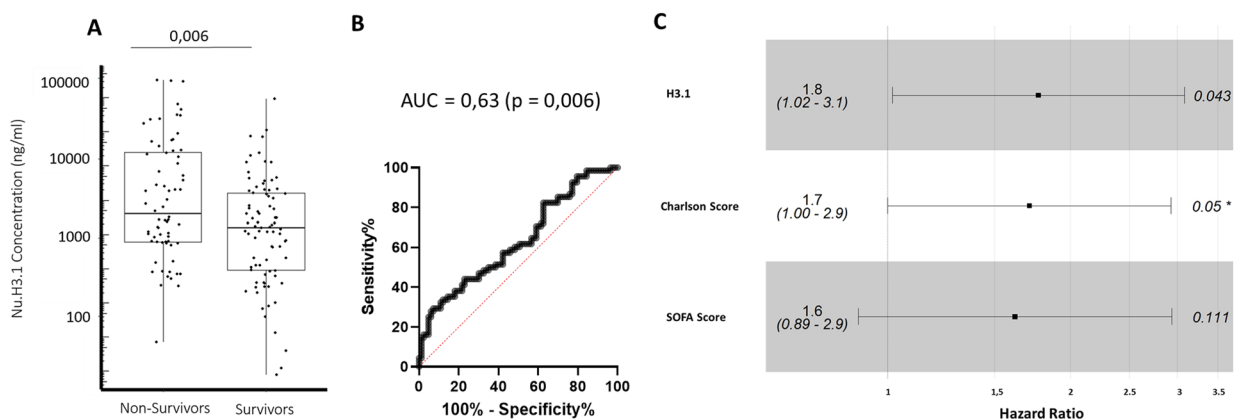 A
0,006
Nu.H3.1 Concentration (ng/ml)
100000
10000
1000
100
Non-Survivors Survivors
B
AUC = 0,63 (p = 0,006)
Sensitivity%
100
80
60
40
20
0
0 20 40 60 80 100
100% - Specificity%
C
H3.1
1.8
(1.02 - 3.1)
0.043
Charlson Score
1.7
(1.00 - 2.9)
0.05 *
SOFA Score
1.6
(0.89 - 2.9)
0.111
1 1,5 2 2.5 3 3.5
Hazard Ratio